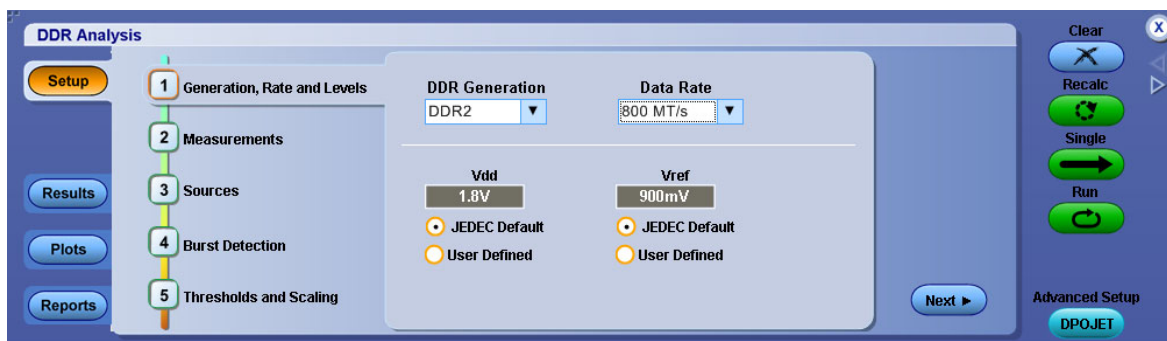 DDR Analysis
Setup
Results
Plots
Reports
1 Generation, Rate and Levels
2 Measurements
3 Sources
4 Burst Detection
5 Thresholds and Scaling
DDR Generation
DDR2
Data Rate
800 MT/s
Vdd
1.8V
JEDEC Default
User Defined
Vref
900mV
JEDEC Default
User Defined
Next
Clear
X
Recalc
Single
Run
Advanced Setup
DPOJET